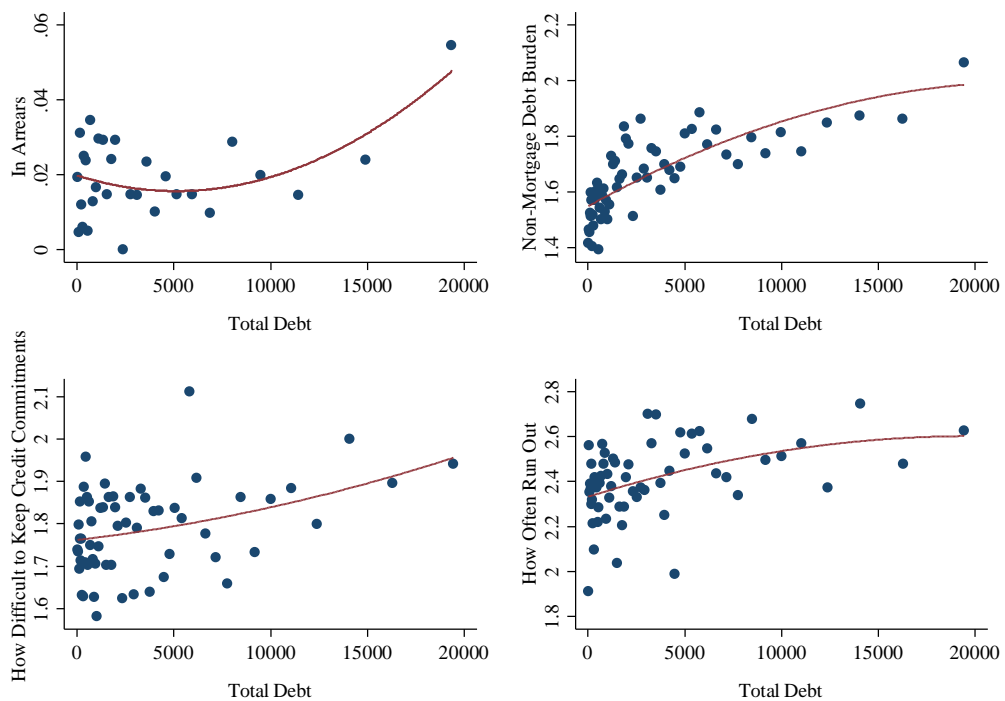 In Arrears
.06
.04
.02
0
0 5000 10000 15000 20000
Total Debt
Non-Mortgage Debt Burden
2.2
2
1.8
1.6
1.4
0 5000 10000 15000 20000
Total Debt
How Difficult to Keep Credit Commitments
2.1
2
1.9
1.8
1.7
1.6
0 5000 10000 15000 20000
Total Debt
How Often Run Out
2.8
2.6
2.4
2.2
2
1.8
0 5000 10000 15000 20000
Total Debt